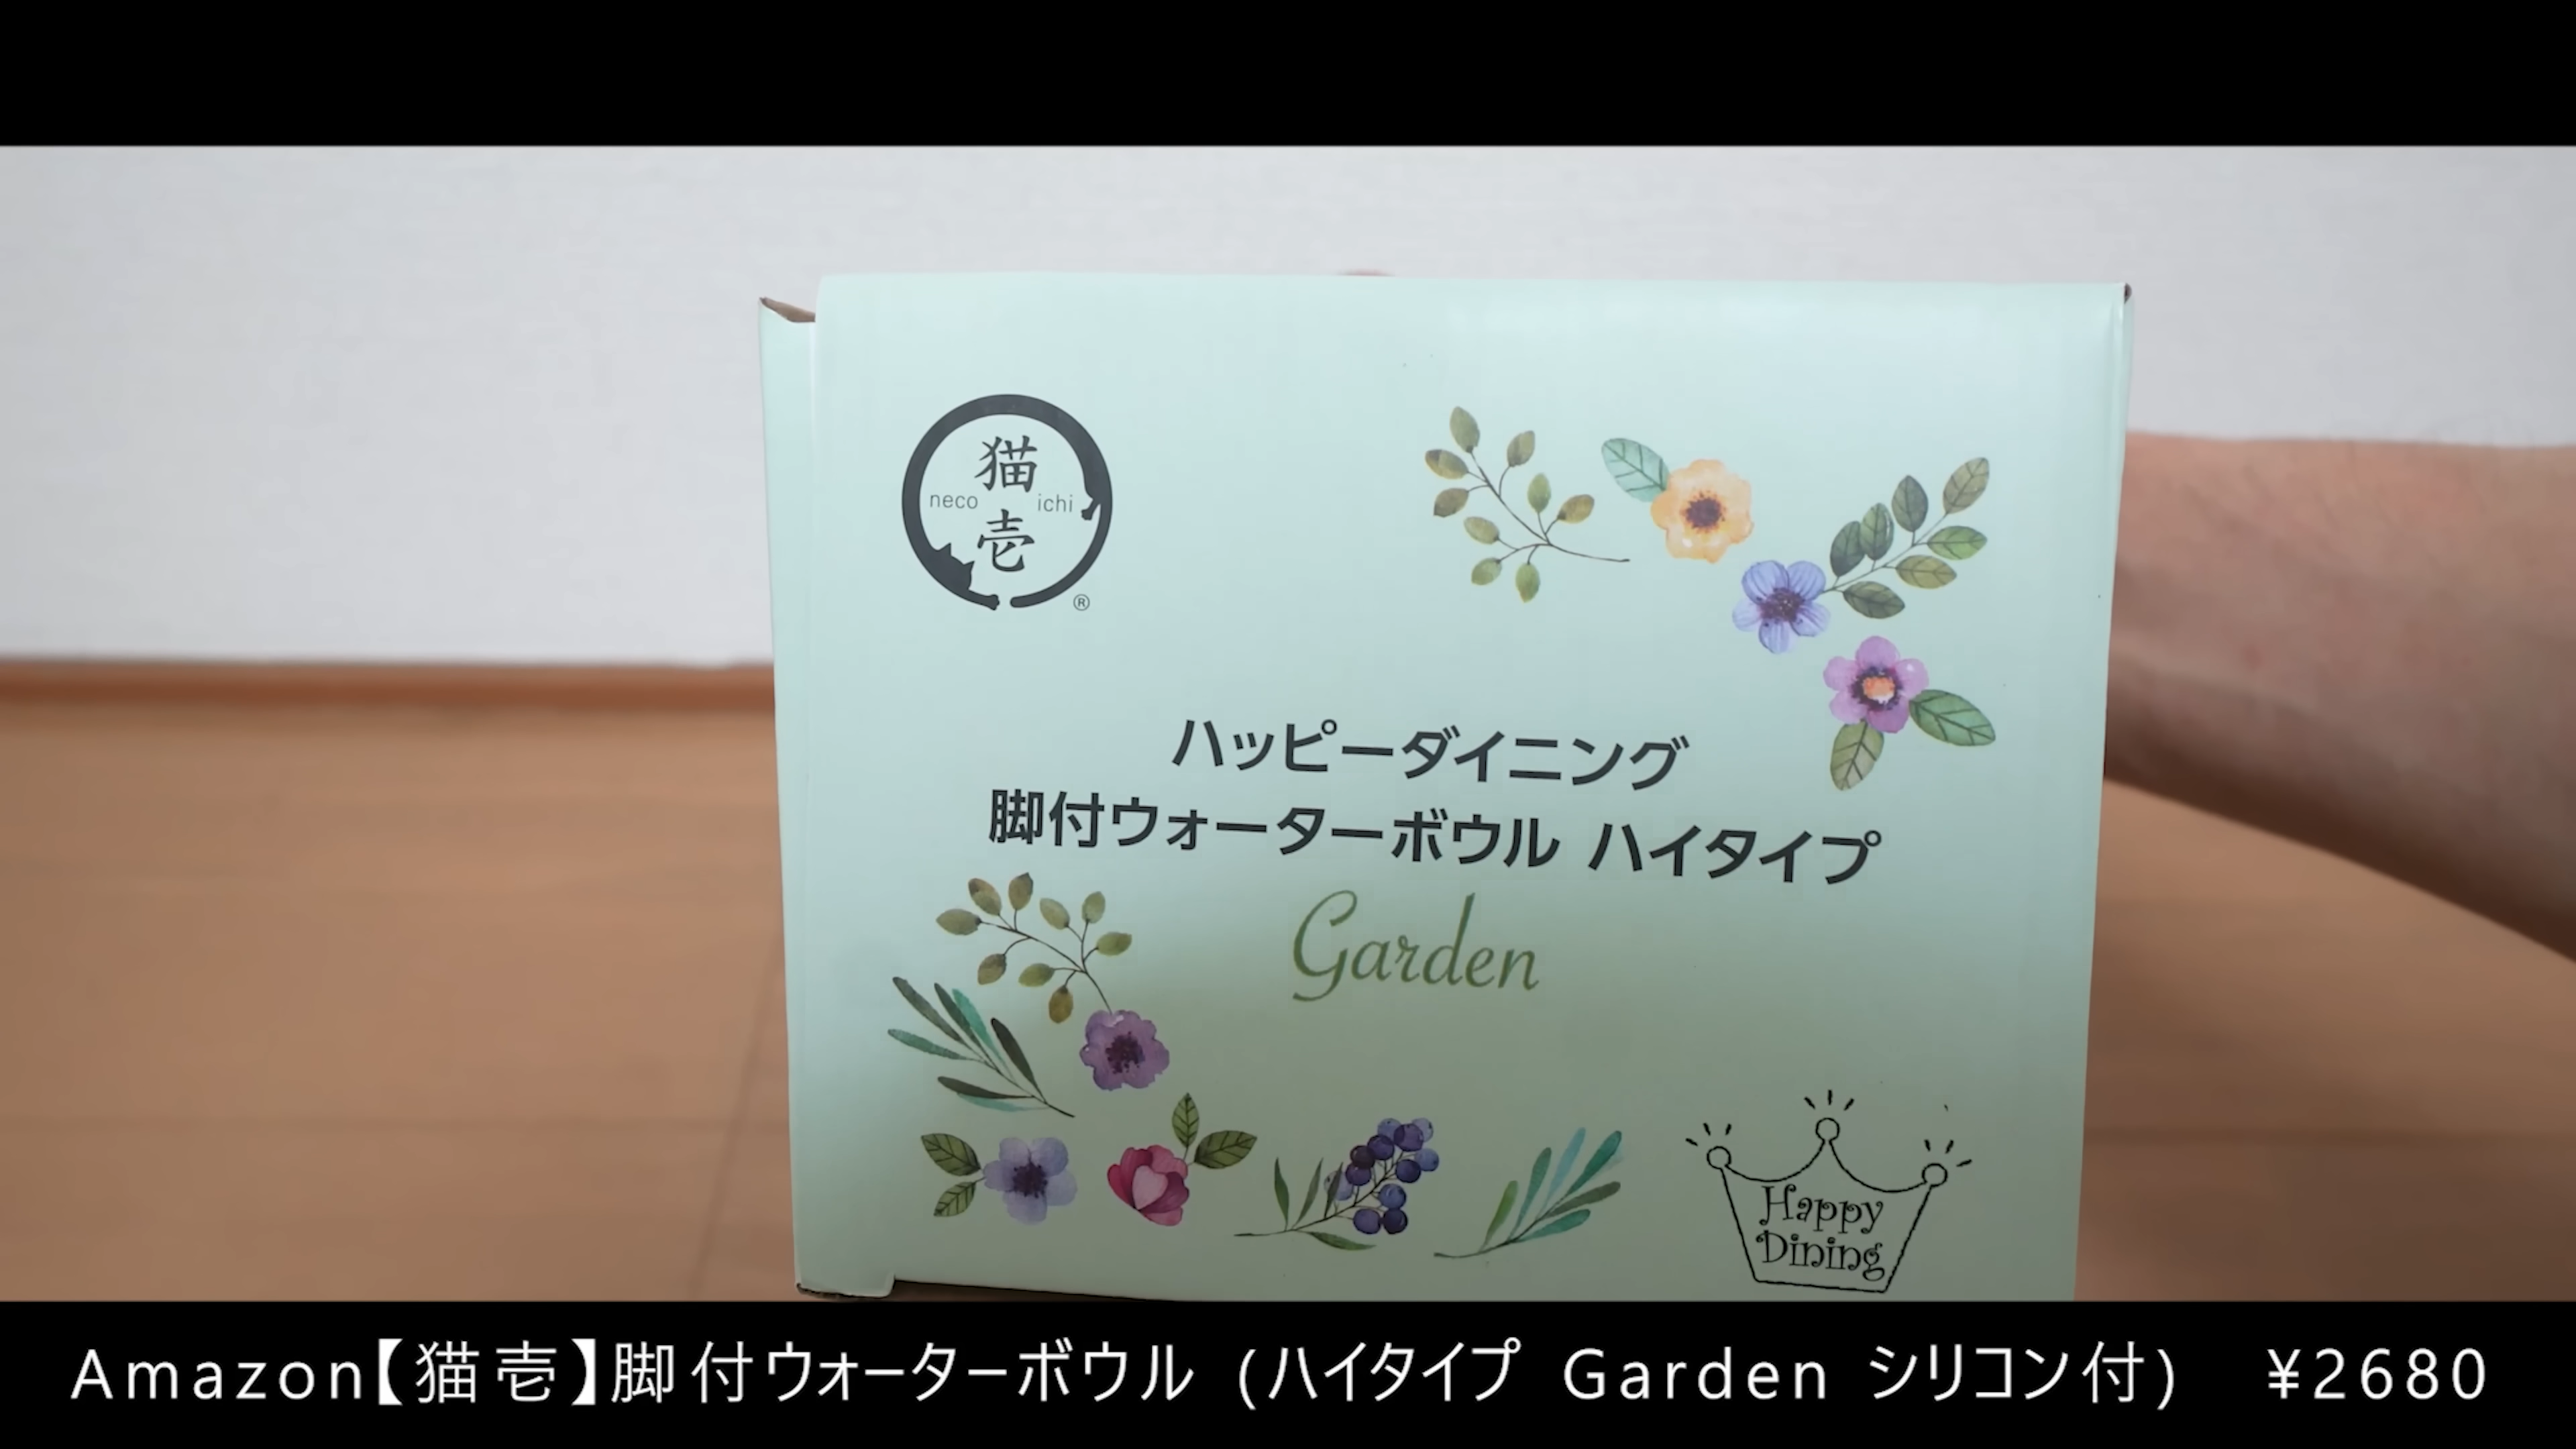 猫
neco ichi
壱
®
ハッピーダイニング
脚付ウォーターボウル ハイタイプ
Garden
Happy
Dining
Amazon【猫壱】脚付ウォーターボウル (ハイタイプ Garden シリコン付) ¥2680